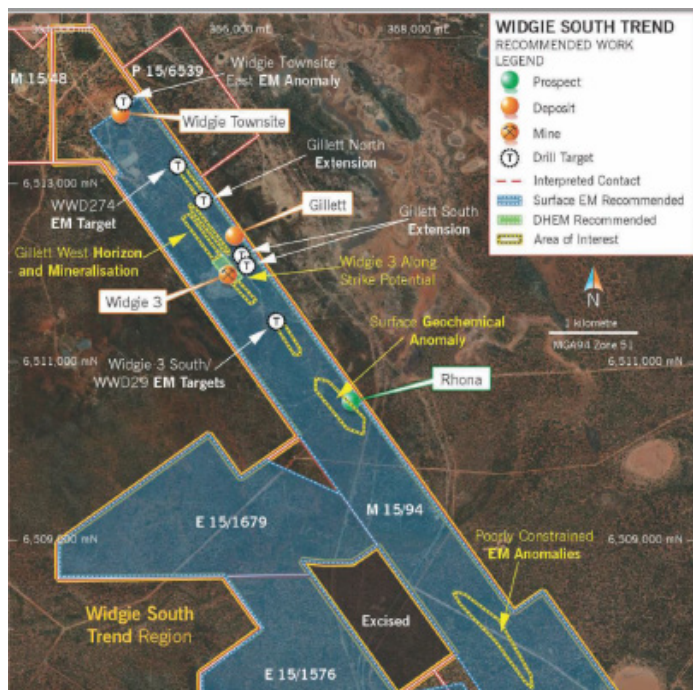 366,000 mE
368,000 mE
WIDGIE SOUTH TREND
RECOMMENDED WORK
LEGEND
Prospect
Deposit
Mine
T
Drill Target
Interpreted Contact
Surface EM Recommended
DHEM Recommended
Area of Interest
M 15/48
P 15/6539
Widgie Townsite
East EM Anomaly
T
Widgie Townsite
Gillett North
Extension
T
T
6,513,000 mN
WWD274
EM Target
Gillett
Gillett South
Extension
T
T
Gillett West Horizon
and Mineralisation
Widgie 3 Along
Strike Potential
Widgie 3
N
1 kilometre
MGA94 Zone 51
T
Surface Geochemical
Anomaly
6,511,000 mN
Widgie 3 South/
WWD29 EM Targets
6,511,000 mN
Rhona
M 15/94
E 15/1679
6,509,000 mN
Poorly Constrained
EM Anomalies
6,509,000 mN
Widgie South
Trend Region
Excised
E 15/1576